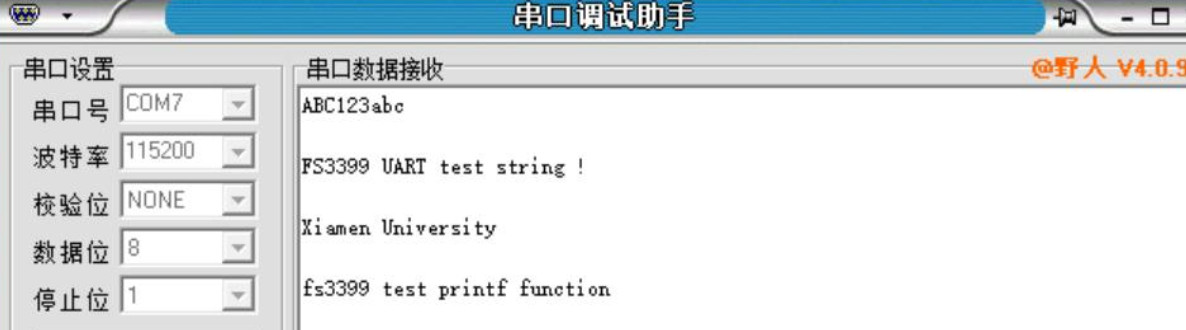 串口调试助手
串口设置
串口号 COM7
波特率 115200
校验位 NONE
数据位 8
停止位 1
串口数据接收
@野人 V4.0.9
ABC123abc
FS3399 UART test string !
Xiamen University
fs3399 test printf function